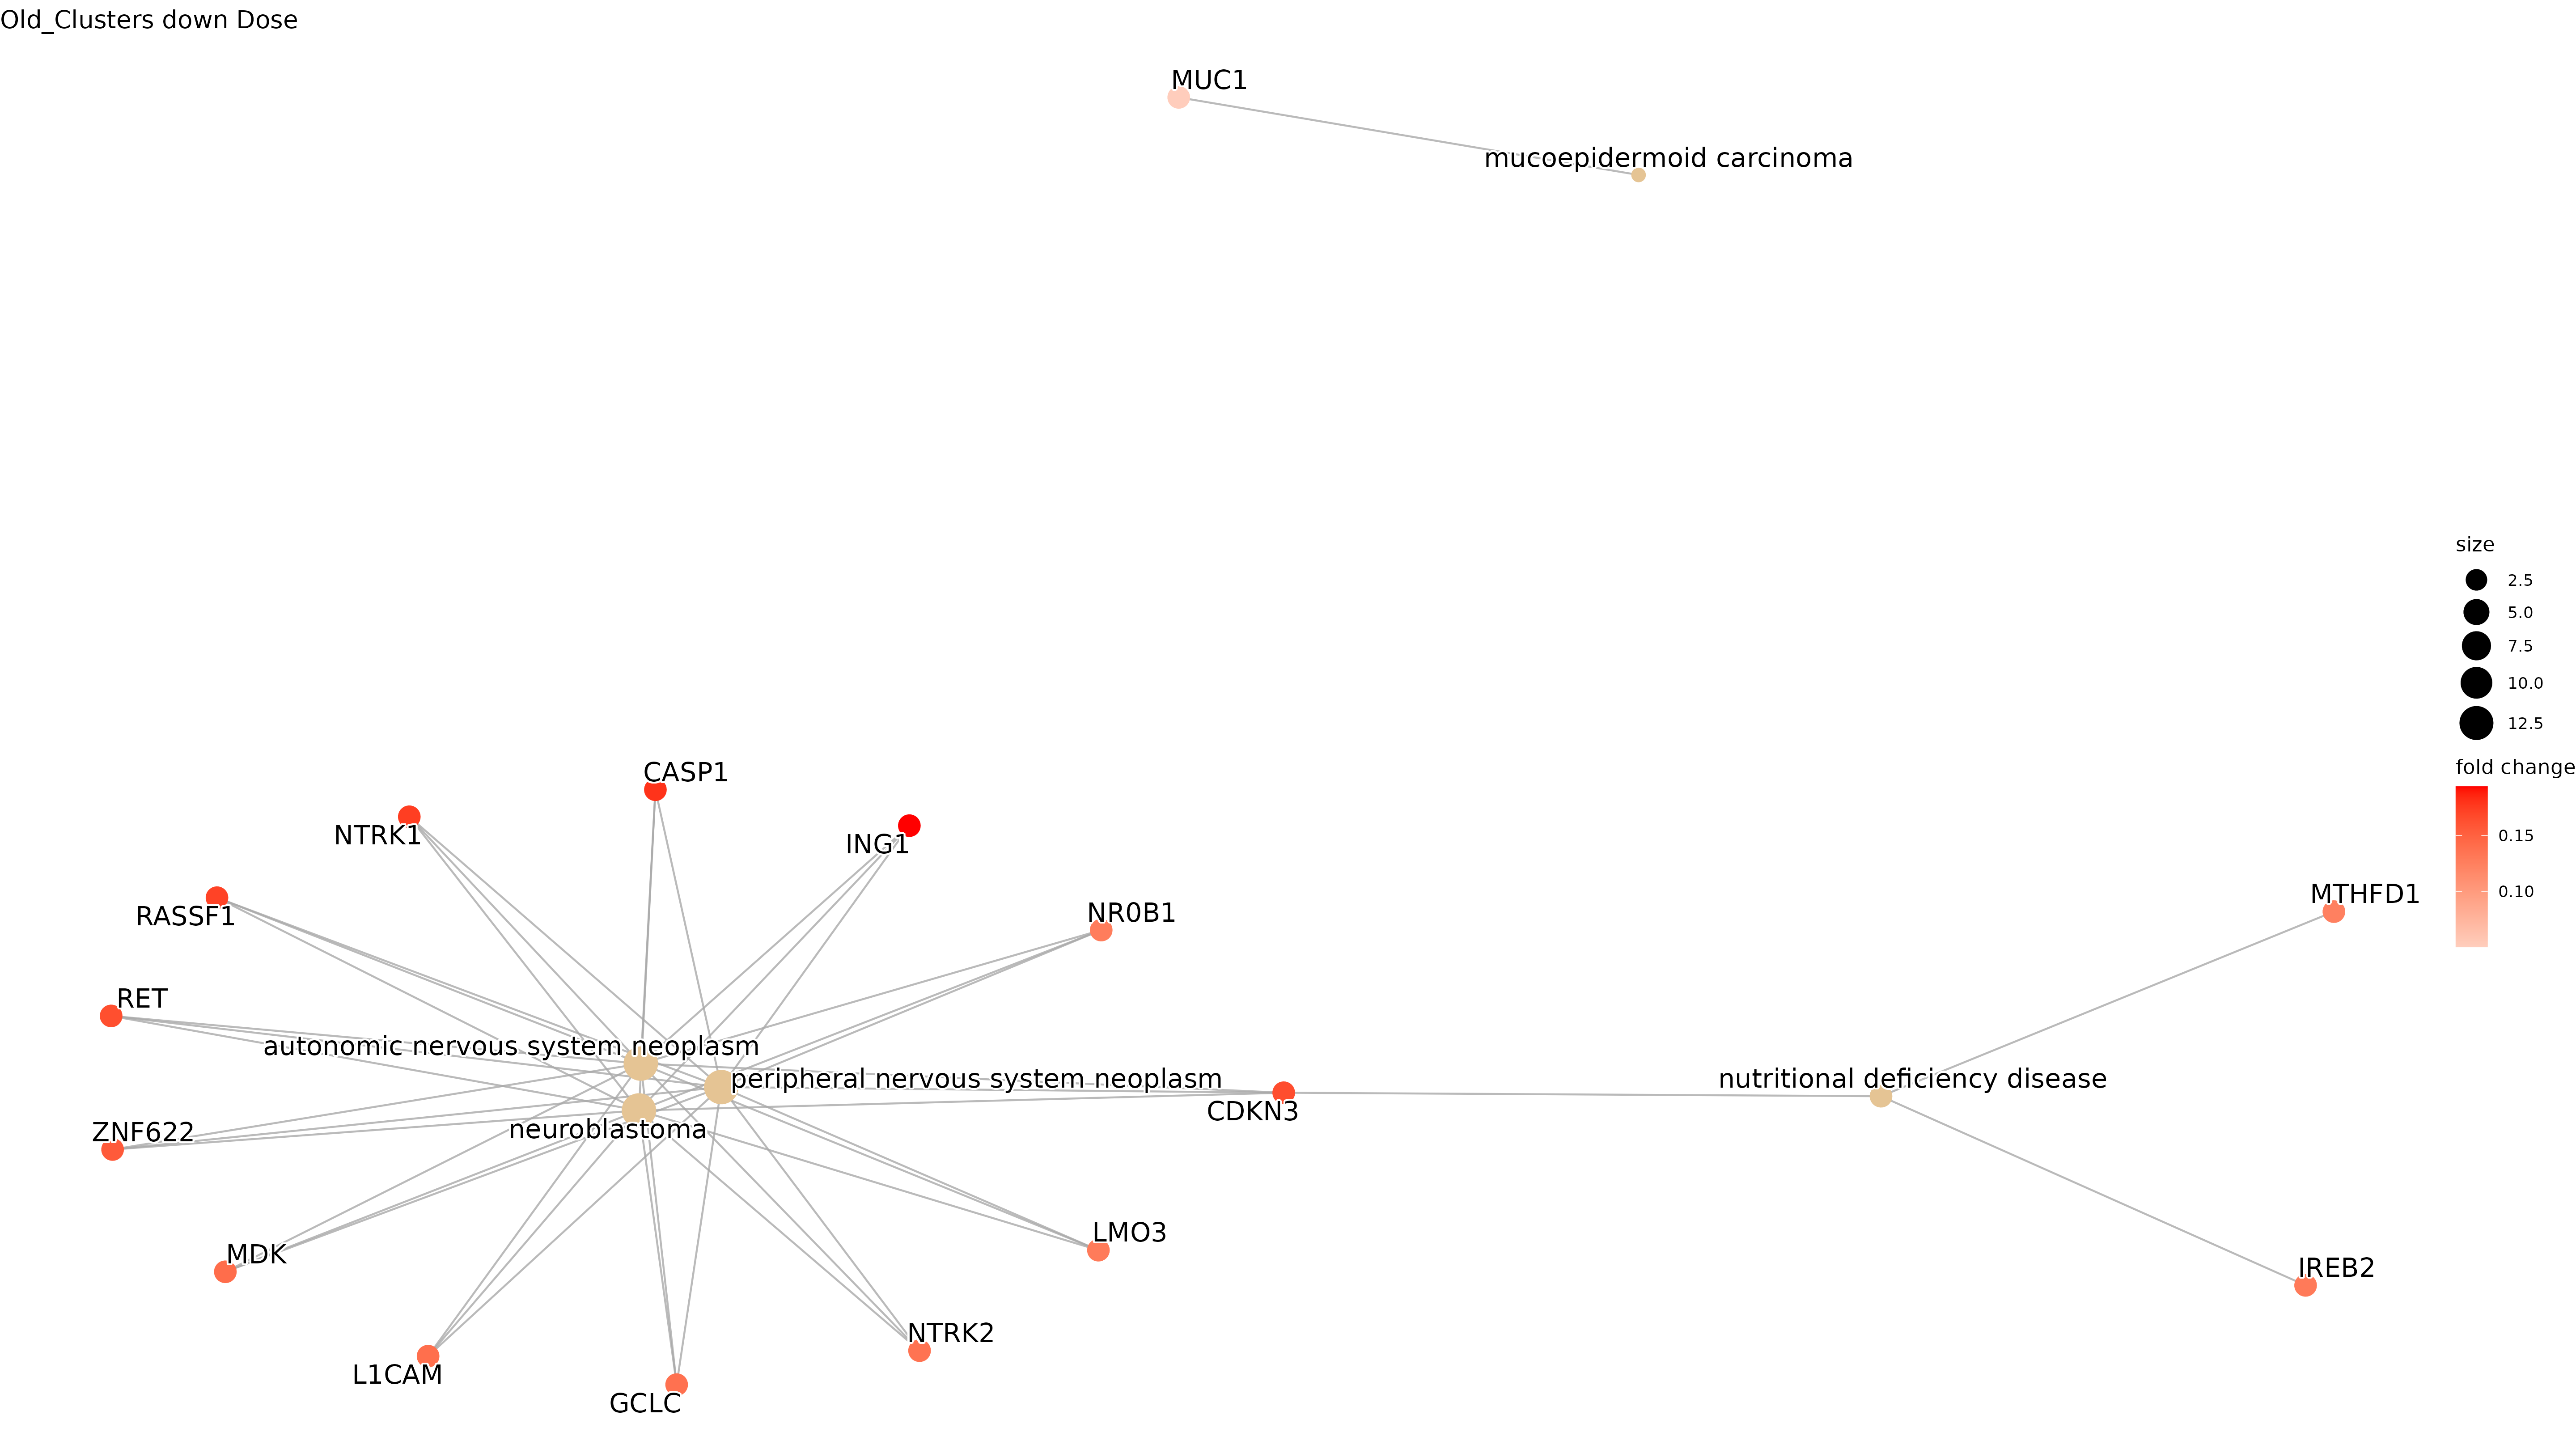 Old_Clusters down Dose
MUC1
mucoepidermoid carcinoma
size
2.5
5.0
7.5
10.0
12.5
fold change
0.15
0.10
CASP1
NTRK1
ING1
RASSF1
NR0B1
MTHFD1
RET
autonomic nervous system neoplasm
peripheral nervous system neoplasm
nutritional deficiency disease
CDKN3
neuroblastoma
ZNF622
LMO3
MDK
IREB2
NTRK2
L1CAM
GCLC